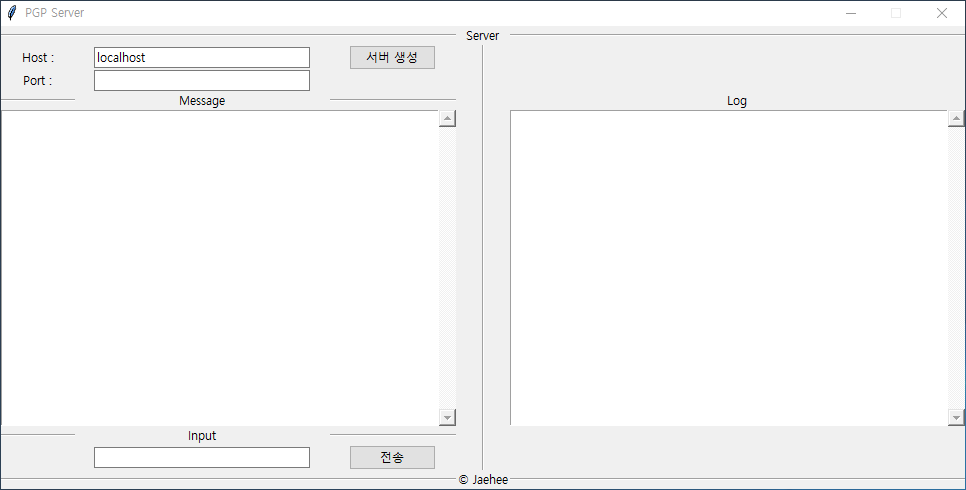 PGP Server
Server
Host :
localhost
서버 생성
Port :
Message
Log
Input
전송
© Jaehee